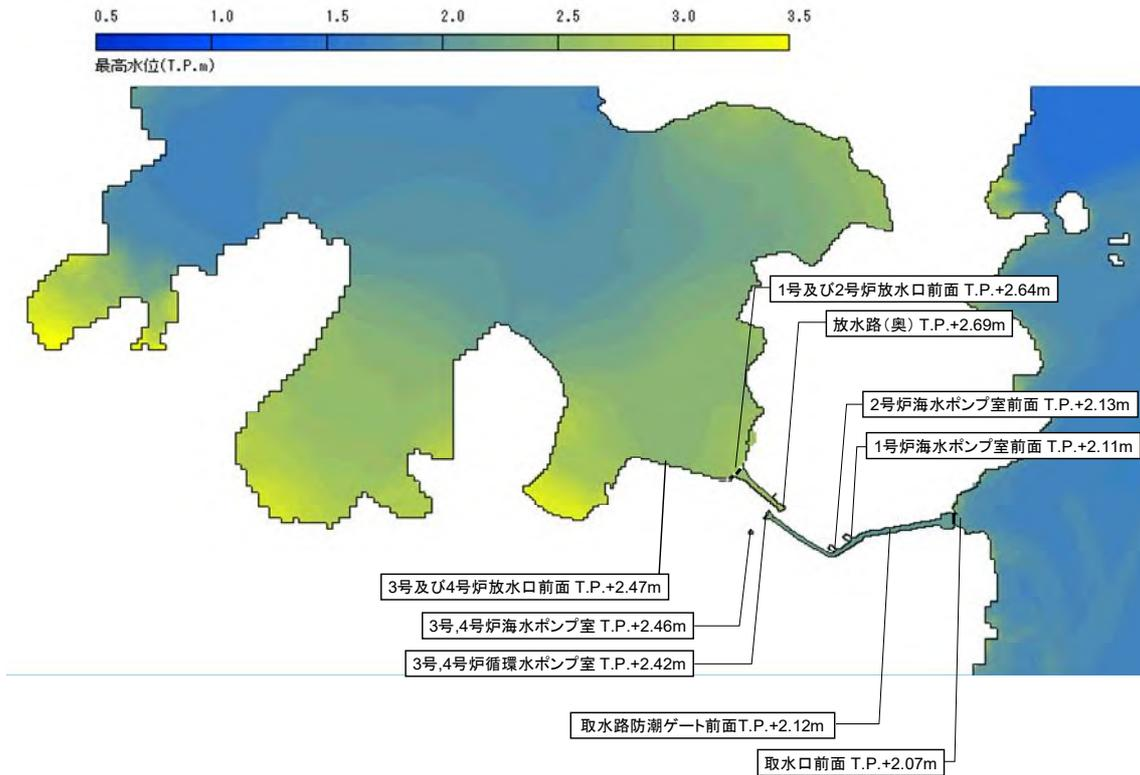 0.5 1.0 1.5 2.0 2.5 3.0 3.5
最高水位(T.P.m)
1号及び2号炉放水口前面 T.P.+2.64m
放水路(奥) T.P.+2.69m
2号炉海水ポンプ室前面 T.P.+2.13m
1号炉海水ポンプ室前面 T.P.+2.11m
3号及び4号炉放水口前面 T.P.+2.47m
3号,4号炉海水ポンプ室 T.P.+2.46m
3号,4号炉循環水ポンプ室 T.P.+2.42m
取水路防潮ゲート前面T.P.+2.12m
取水口前面 T.P.+2.07m